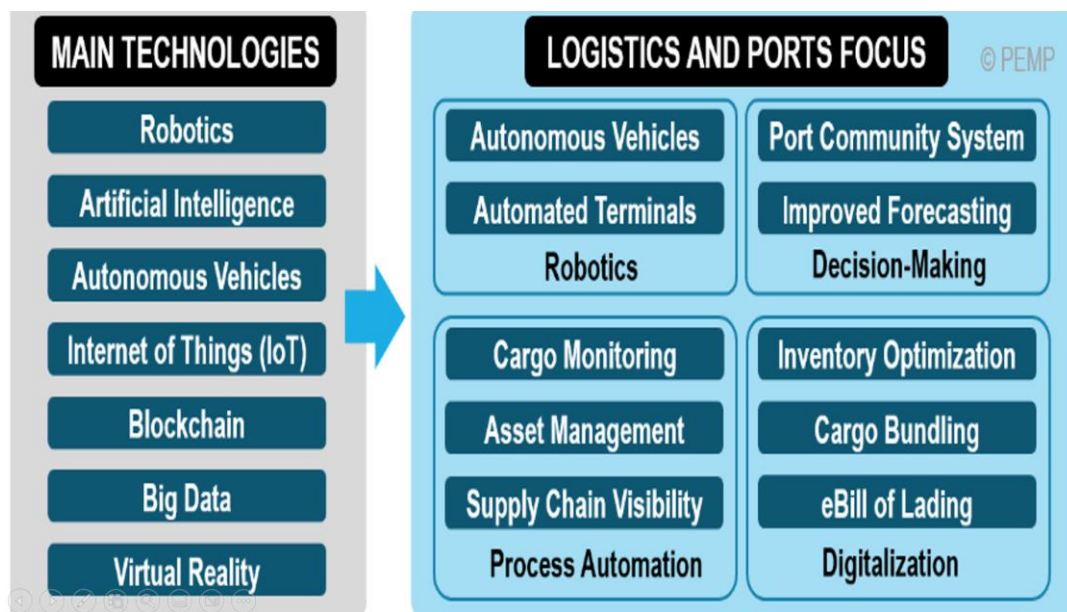 MAIN TECHNOLOGIES
Robotics
Artificial Intelligence
Autonomous Vehicles
Internet of Things (IoT)
Blockchain
Big Data
Virtual Reality
LOGISTICS AND PORTS FOCUS
© PEMP
Autonomous Vehicles
Automated Terminals
Robotics
Port Community System
Improved Forecasting
Decision-Making
Cargo Monitoring
Asset Management
Supply Chain Visibility
Process Automation
Inventory Optimization
Cargo Bundling
eBill of Lading
Digitalization